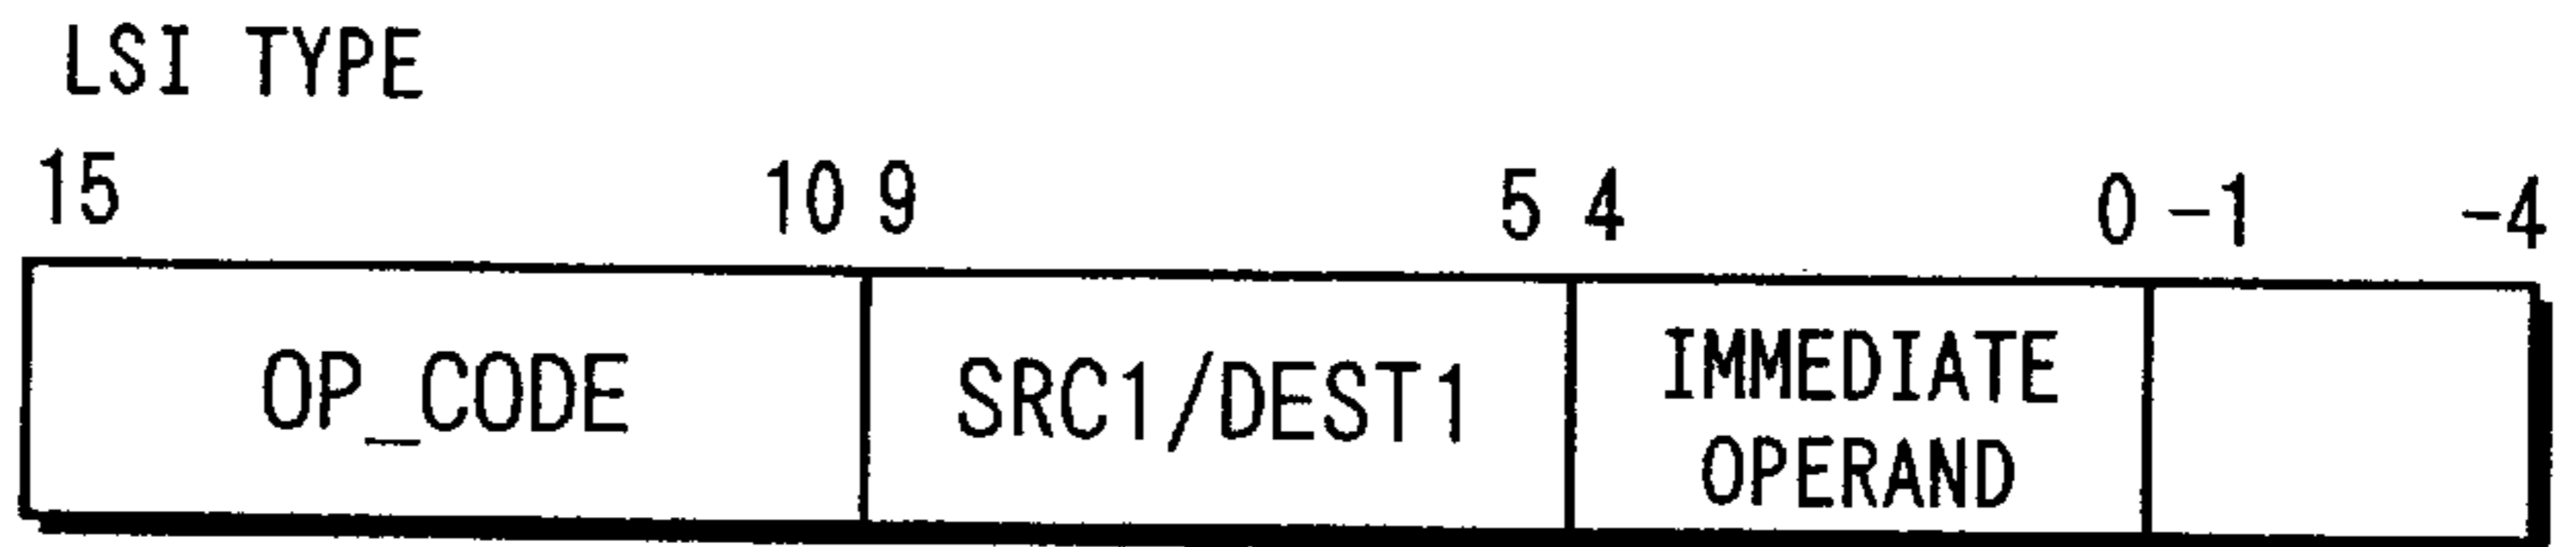 LSI TYPE
15 10 9 5 4 0 -1 -4
OP_CODE SRC1/DEST1 IMMEDIATE
OPERAND